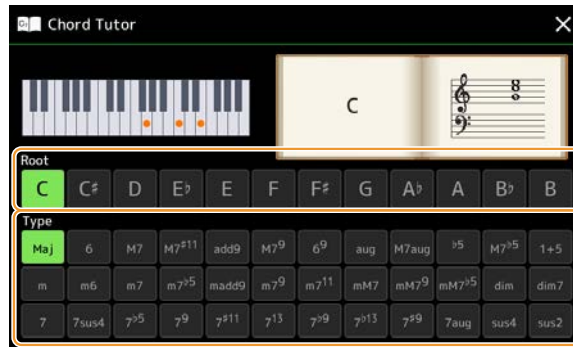 Chord Tutor
C
Root
C C♯ D E♭ E F F♯ G A♭ A B♭ B
Type
Maj 6 M7 M7♯11 add9 M7⁹ 6⁹ aug M7aug ♭5 M7♭5 1+5
m m6 m7 m7♭5 madd9 m7⁹ m7¹¹ mM7 mM7⁹ mM7♭5 dim dim7
7 7sus4 7♭5 7⁹ 7♯11 7¹³ 7♭9 7♭13 7♯9 7aug sus4 sus2